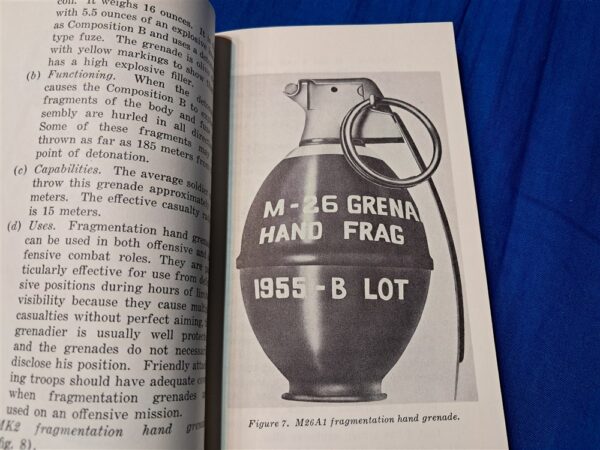 coil. It weighs 16 ounces. It
with 5.5 ounces of an explosive
as Composition B and uses a
type fuze. The grenade is
with yellow markings to show
has a high explosive filler.
(b) Functioning. When the
causes the Composition B to
fragments of the body and
sembly are hurled in all
Some of these fragments
thrown as far as 185 meters from
point of detonation.
(c) Capabilities. The average
throw this grenade
meters. The effective casualty
is 15 meters.
(d) Uses. Fragmentation hand
can be used in both offensive and
fensive combat roles. They are
ticularly effective for use from
sive positions during hours of
visibility because they cause
casualties without perfect aiming,
grenadier is usually well
and the grenades do not
disclose his position. Friendly
ing troops should have adequate
when fragmentation grenades
used on an offensive mission.
MK2 fragmentation hand
fig. 8).
M-26 GRENA
HAND FRAG
1955-B LOT
Figure 7. M26A1 fragmentation hand grenade.